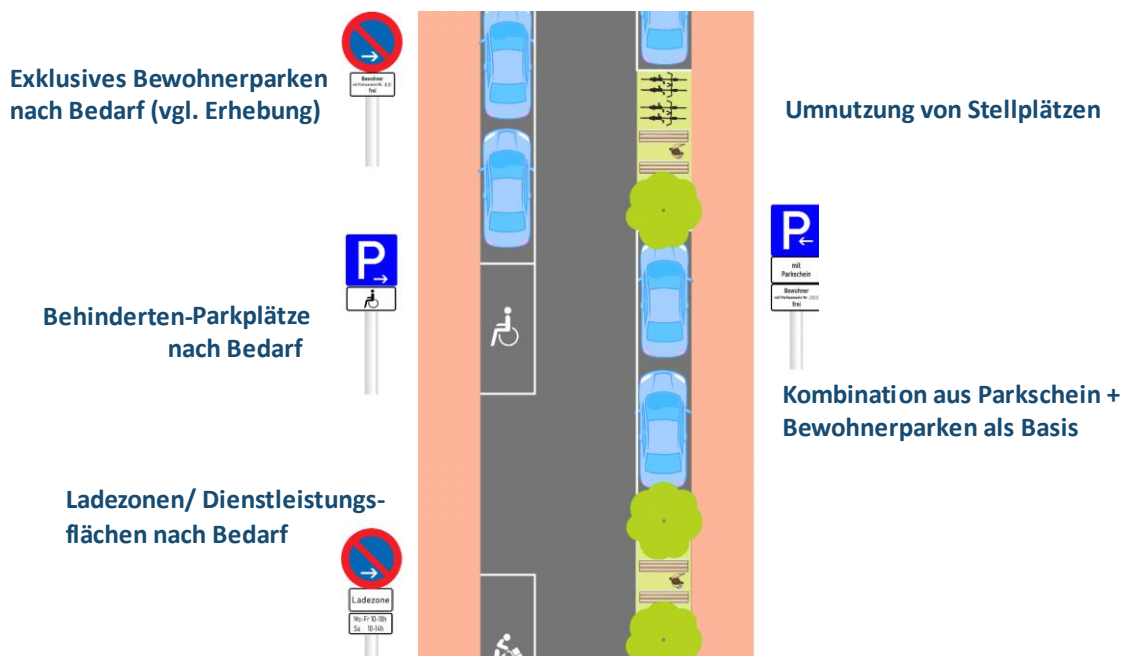 Exklusives Bewohnerparken
nach Bedarf (vgl. Erhebung)
Bewohner
frei
Umnutzung von Stellplätzen
P
Behinderten-Parkplätze
nach Bedarf
P
mit
Parkschein
Bewohner
frei
Kombination aus Parkschein +
Bewohnerparken als Basis
Ladezonen/ Dienstleistungs-
flächen nach Bedarf
Ladezone
Mo-Fr 10-18h
Sa 10-14h